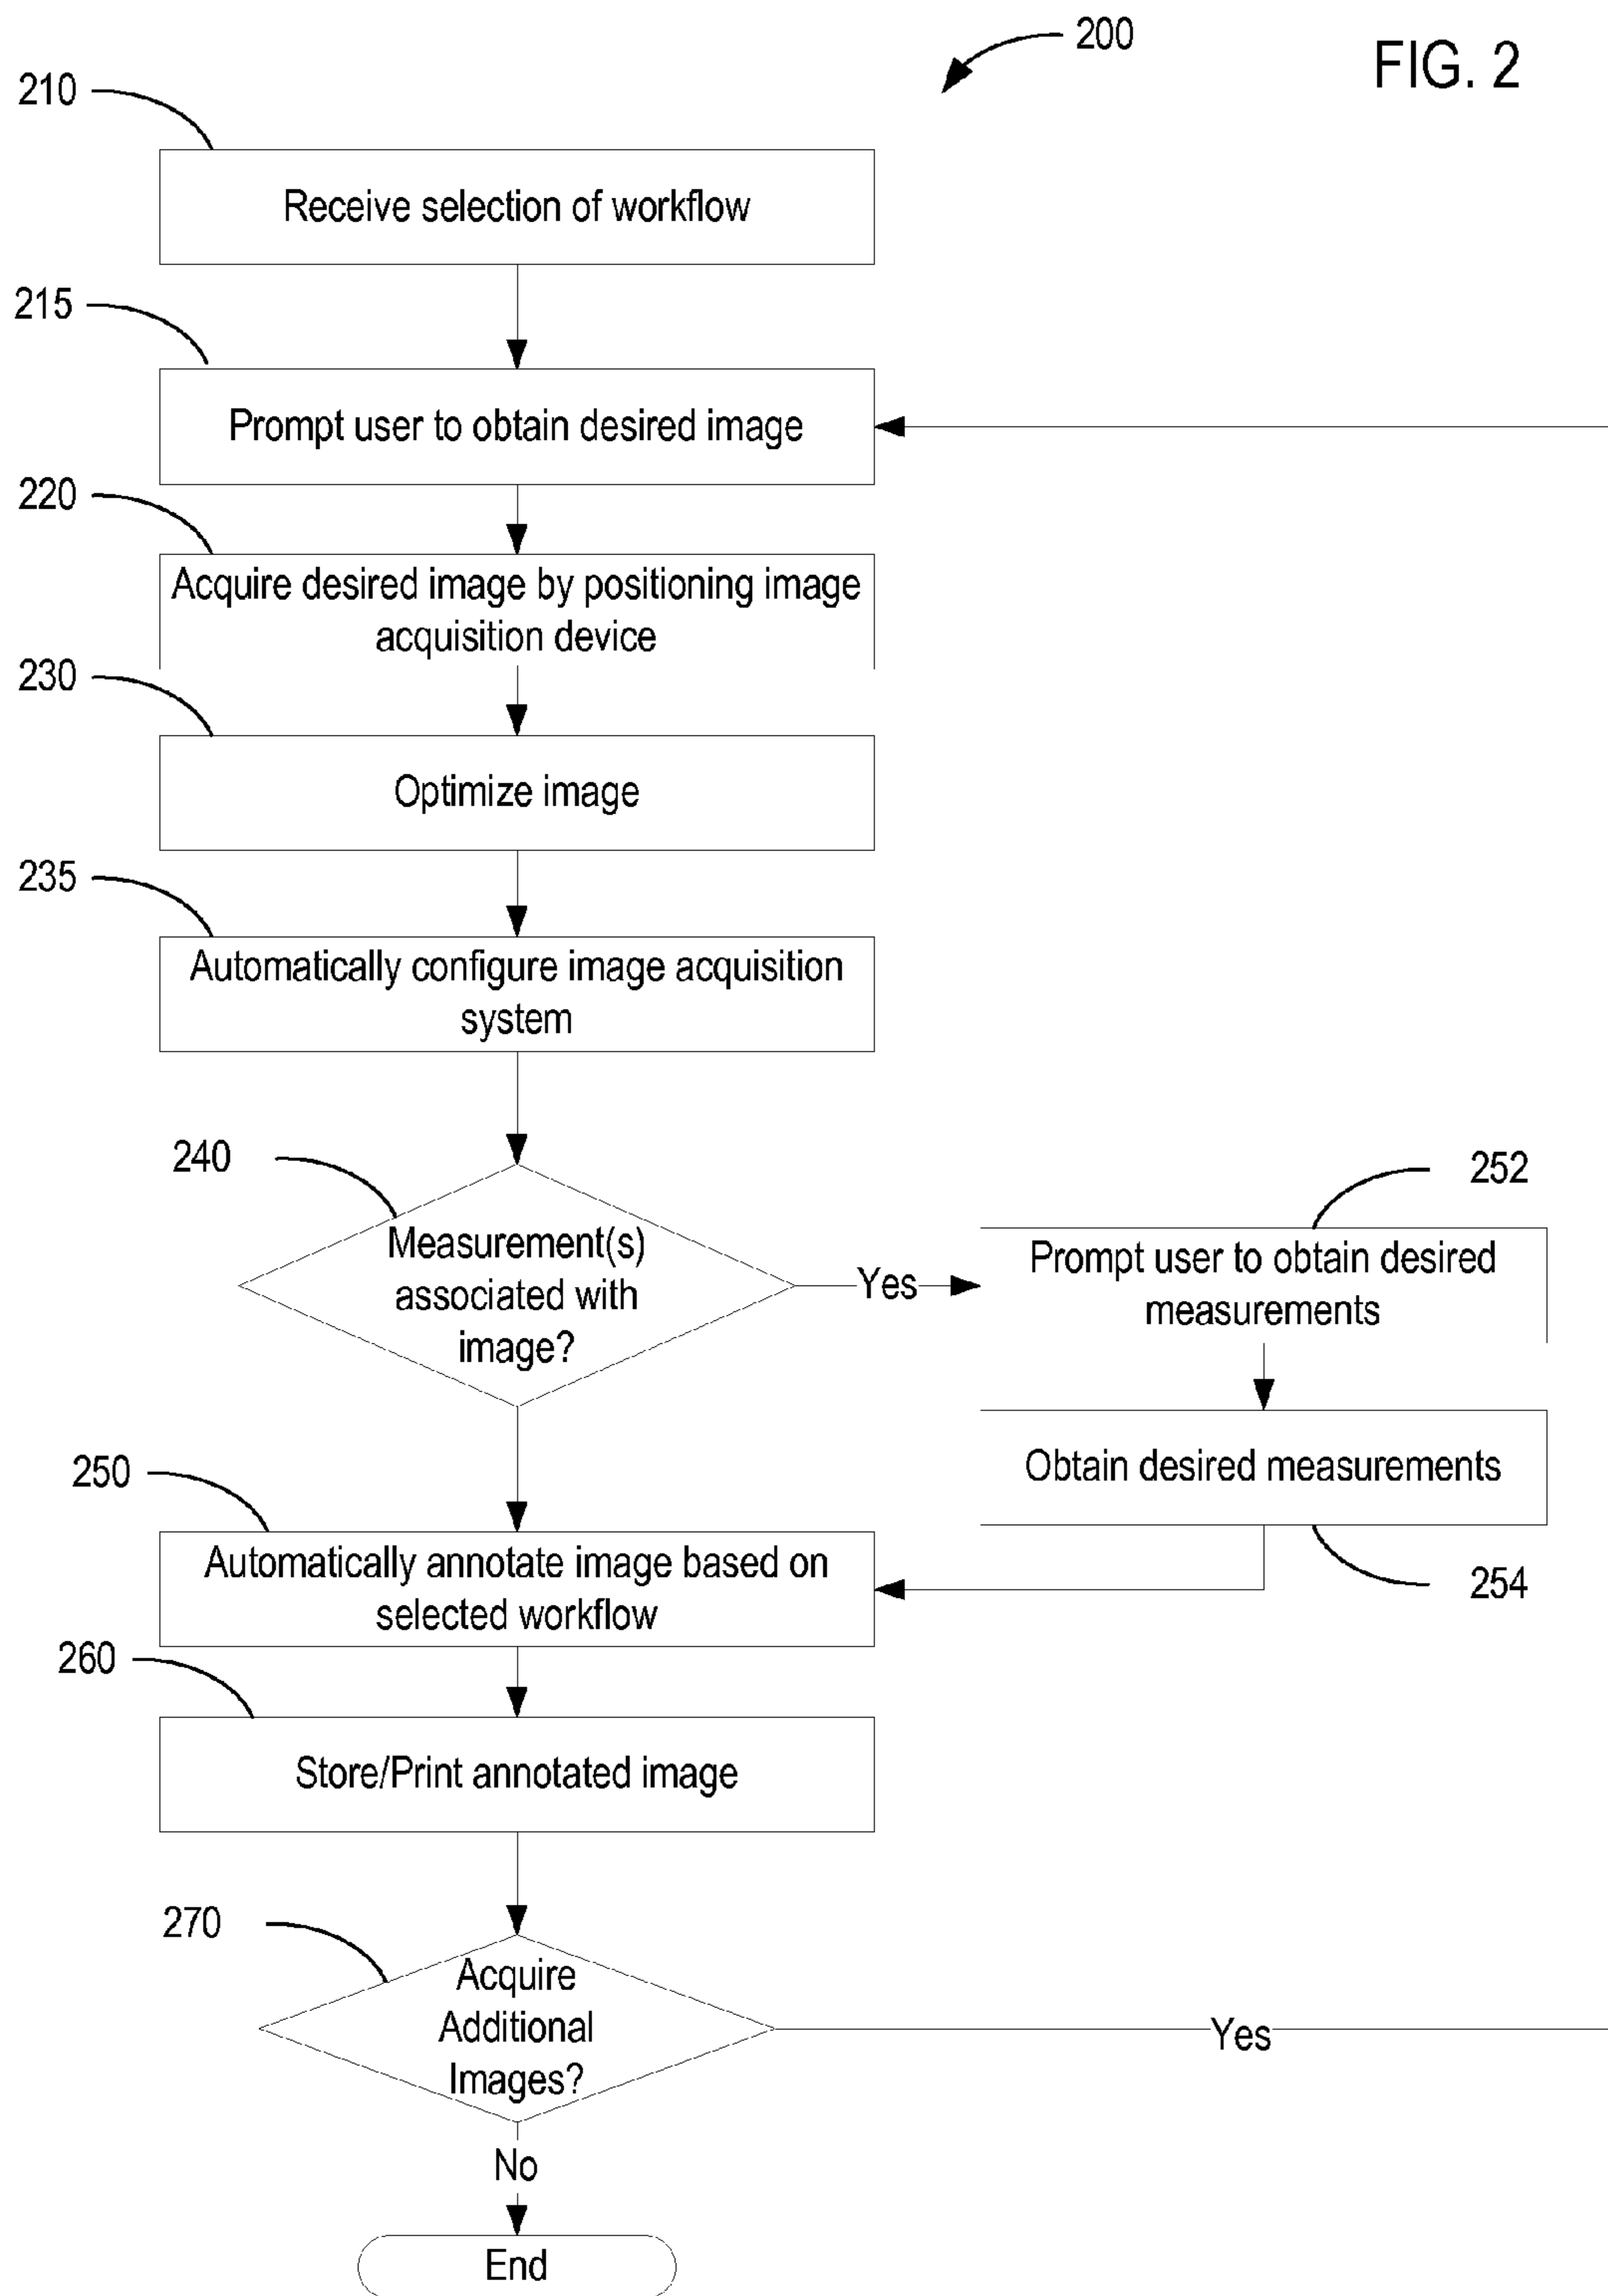 200
FIG. 2
210
Receive selection of workflow
215
Prompt user to obtain desired image
220
Acquire desired image by positioning image
acquisition device
230
Optimize image
235
Automatically configure image acquisition
system
240
Measurement(s)
associated with
image?
Yes
252
Prompt user to obtain desired
measurements
Obtain desired measurements
254
250
Automatically annotate image based on
selected workflow
260
Store/Print annotated image
270
Acquire
Additional
Images?
Yes
No
End